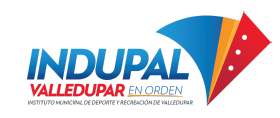 INDUPAL
VALLEDUPAR EN ORDEN
INSTITUTO MUNICIPAL DE DEPORTE Y RECREACIÓN DE VALLEDUPAR